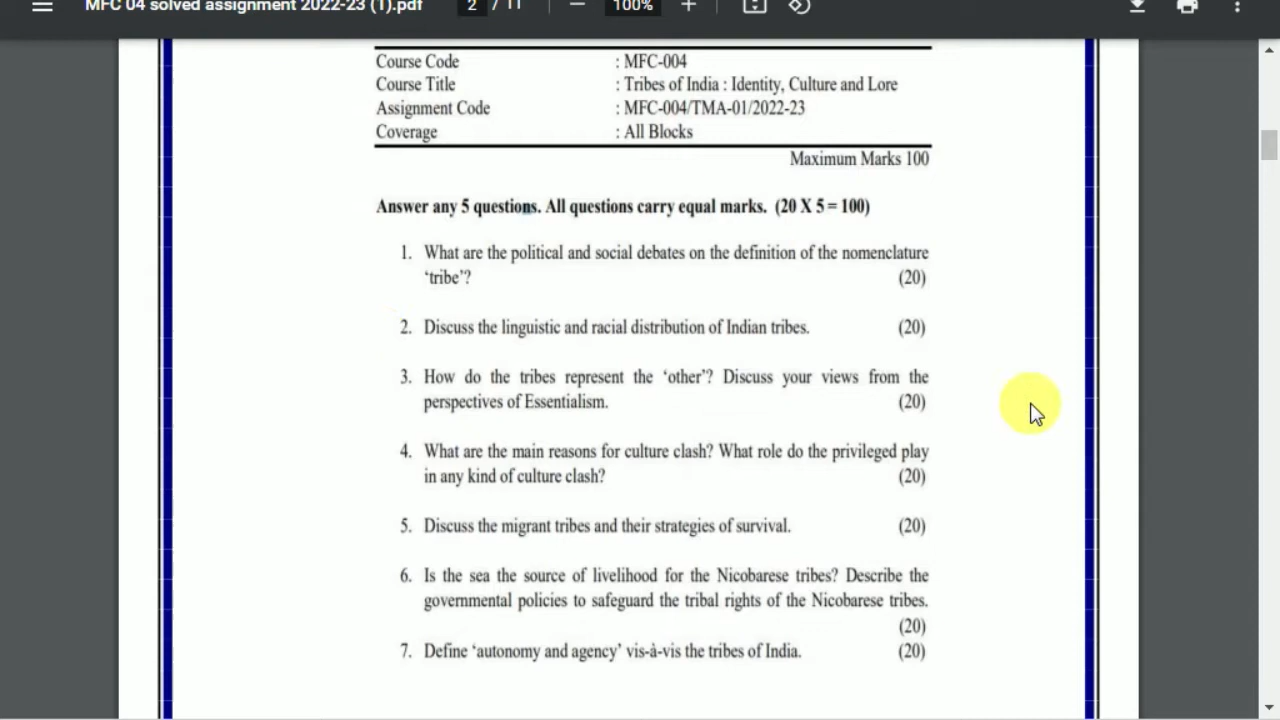 MFC 04 solved assignment 2022-23 (1).pdf 2 / 11 100%
Course Code : MFC-004
Course Title : Tribes of India : Identity, Culture and Lore
Assignment Code : MFC-004/TMA-01/2022-23
Coverage : All Blocks
Maximum Marks 100
Answer any 5 questions. All questions carry equal marks. (20 X 5 = 100)
1. What are the political and social debates on the definition of the nomenclature
‘tribe’? (20)
2. Discuss the linguistic and racial distribution of Indian tribes. (20)
3. How do the tribes represent the ‘other’? Discuss your views from the
perspectives of Essentialism. (20)
4. What are the main reasons for culture clash? What role do the privileged play
in any kind of culture clash? (20)
5. Discuss the migrant tribes and their strategies of survival. (20)
6. Is the sea the source of livelihood for the Nicobarese tribes? Describe the
governmental policies to safeguard the tribal rights of the Nicobarese tribes.
(20)
7. Define ‘autonomy and agency’ vis-à-vis the tribes of India. (20)